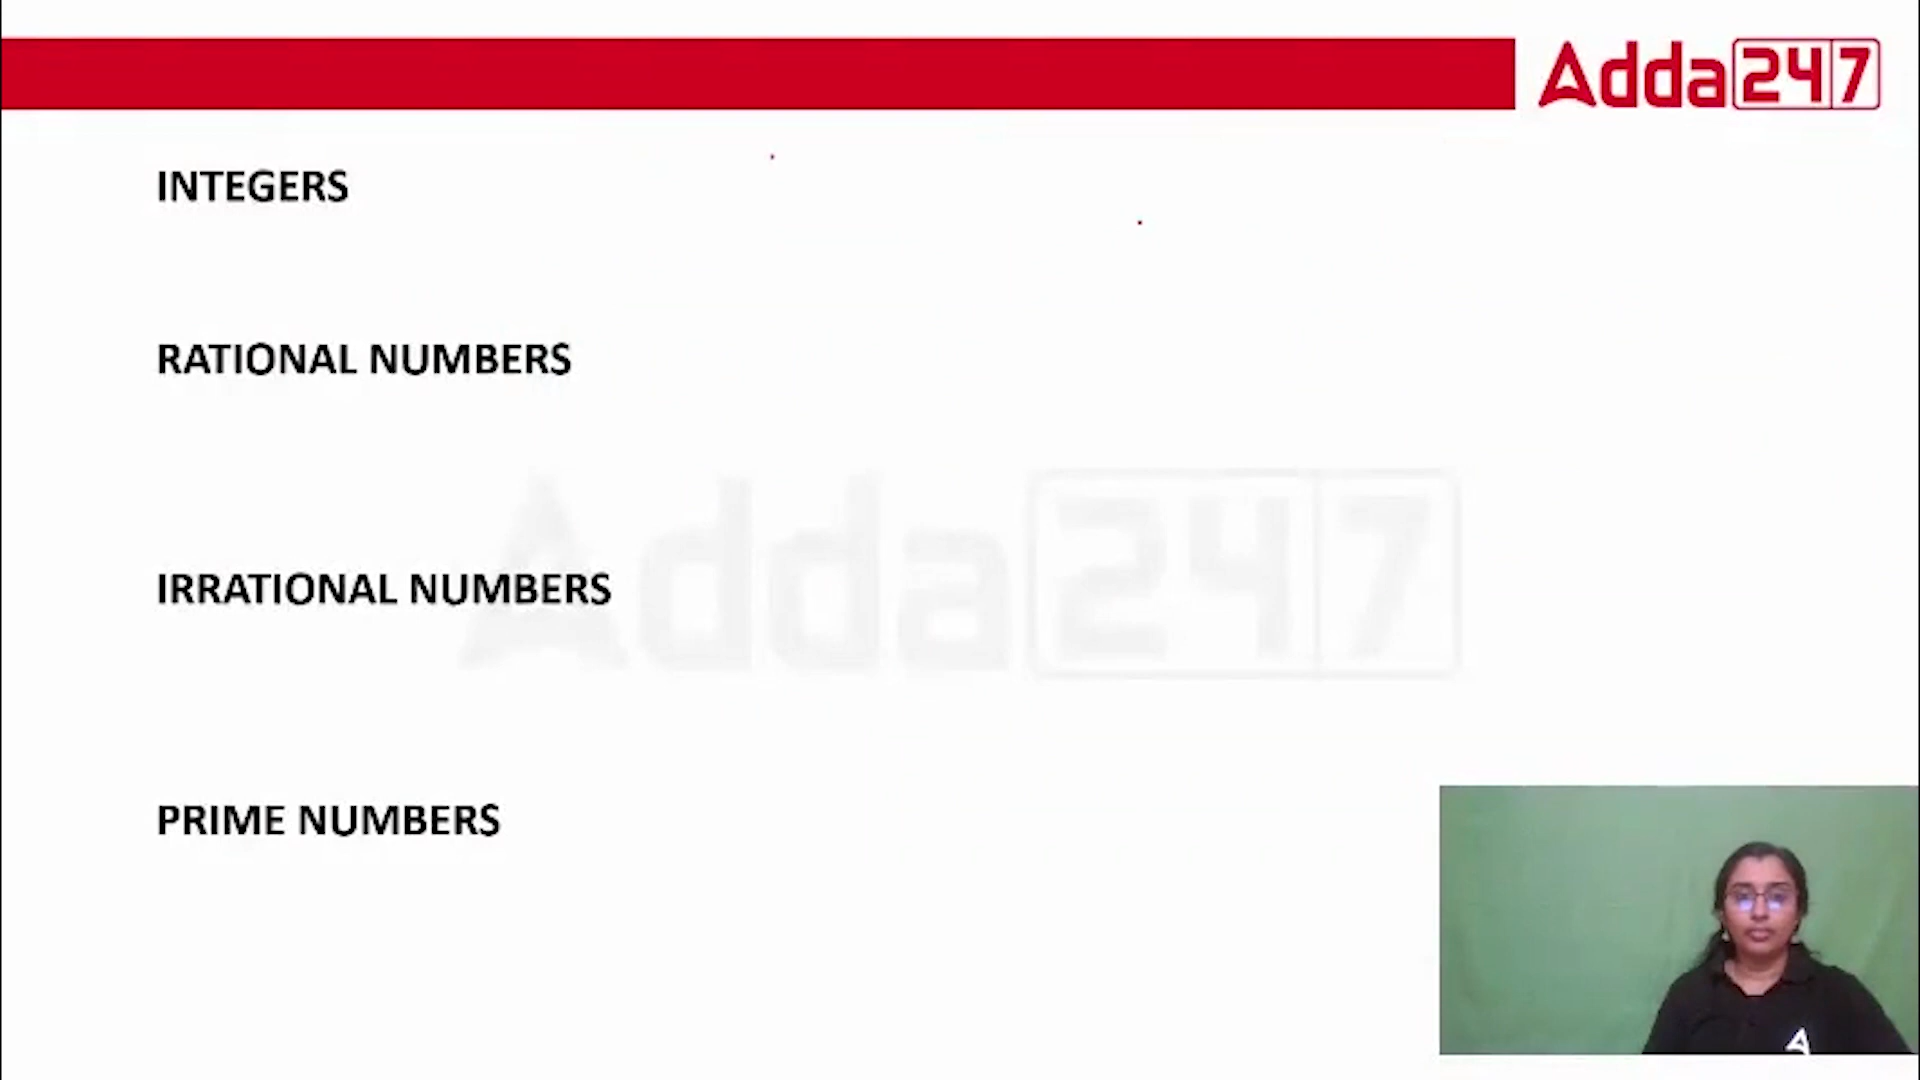 Adda247
INTEGERS
RATIONAL NUMBERS
Adda247
IRRATIONAL NUMBERS
PRIME NUMBERS